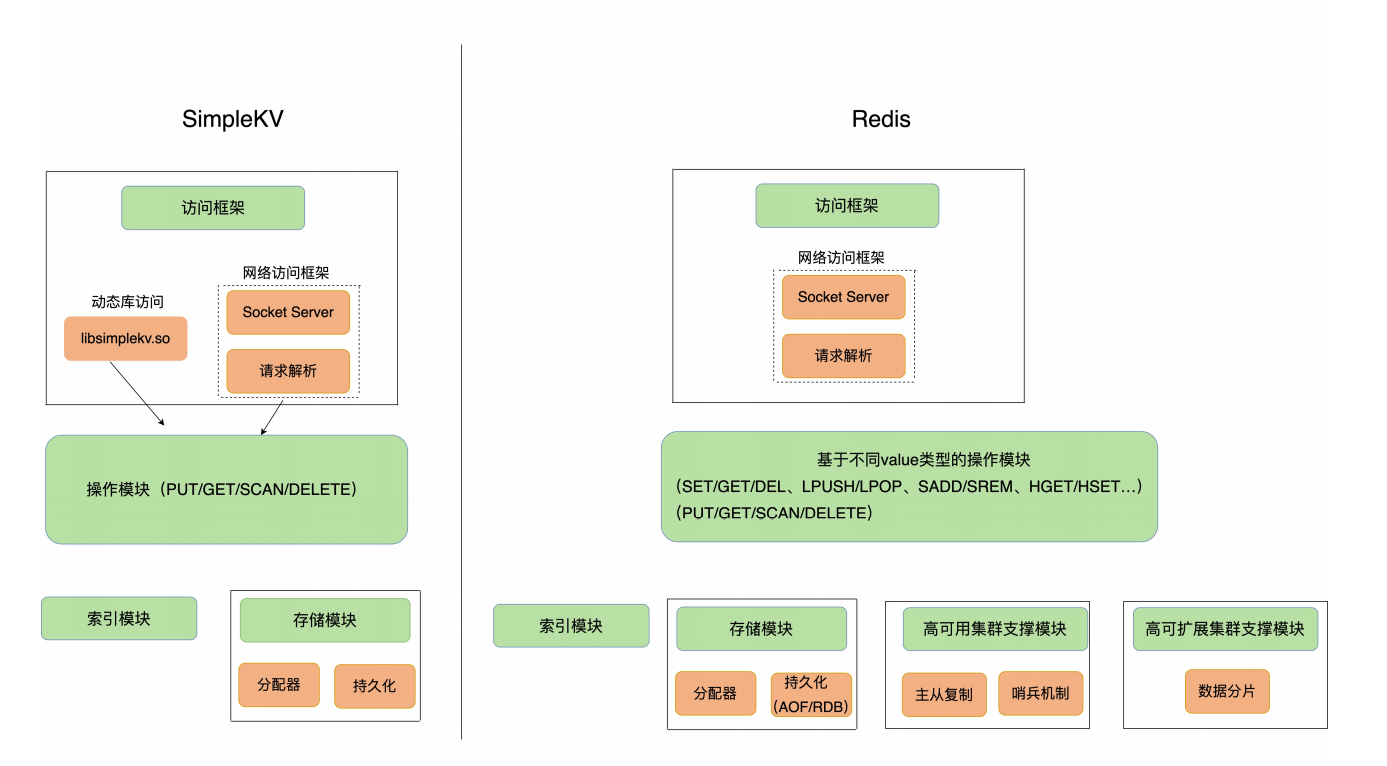 SimpleKV
访问框架
网络访问框架
动态库访问
Socket Server
libsimplekv.so
请求解析
操作模块（PUT/GET/SCAN/DELETE）
索引模块
存储模块
分配器
持久化
Redis
访问框架
网络访问框架
Socket Server
请求解析
基于不同value类型的操作模块
（SET/GET/DEL、LPUSH/LPOP、SADD/SREM、HGET/HSET…）
（PUT/GET/SCAN/DELETE）
索引模块
存储模块
分配器
持久化
(AOF/RDB)
高可用集群支撑模块
主从复制
哨兵机制
高可扩展集群支撑模块
数据分片